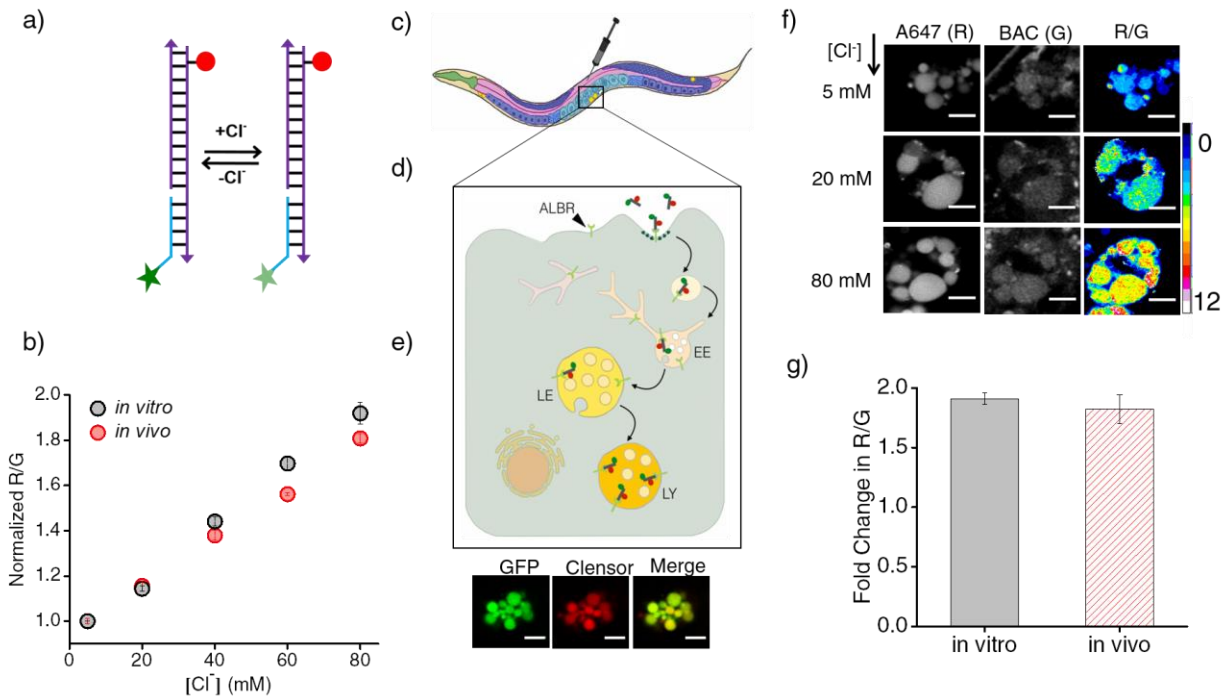 a)
+Cl⁻
-Cl⁻
b)
in vitro
in vivo
Normalized R/G
2.0
1.8
1.6
1.4
1.2
1.0
0
20
40
60
80
[Cl⁻] (mM)
c)
d)
ALBR
EE
LE
LY
e)
GFP Clensor Merge
f)
A647 (R) BAC (G) R/G
[Cl⁻]
5 mM
20 mM
80 mM
0
12
g)
Fold Change in R/G
2.0
1.5
1.0
0.5
0.0
in vitro in vivo